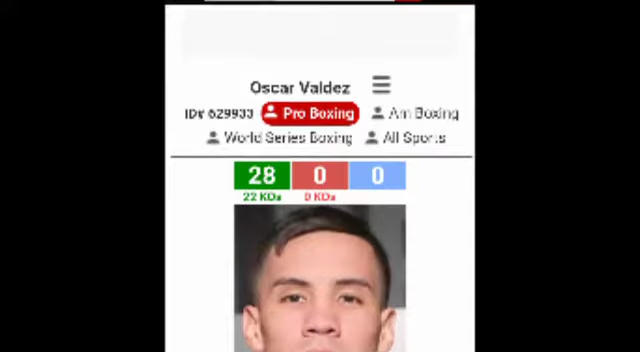 Oscar Valdez
ID# 629933 Pro Boxing Am Boxing
World Series Boxing All Sports
28 0 0
22 KOs 0 KOs